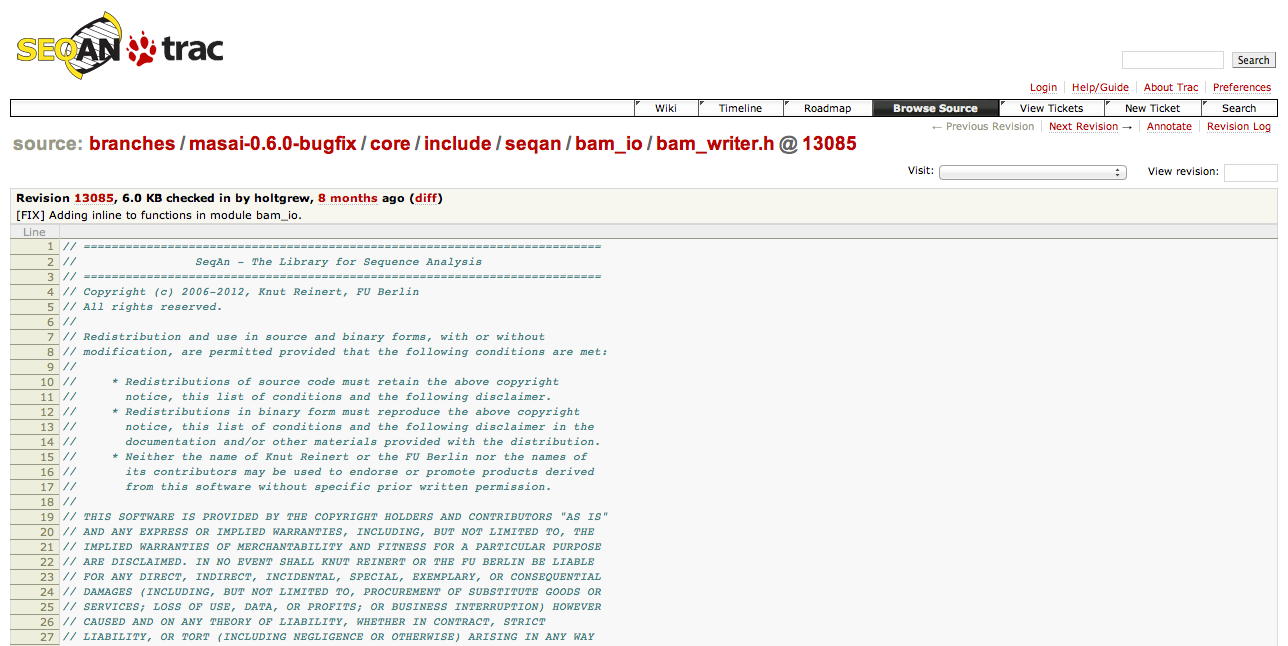 SEQAN trac
Search
Login Help/Guide About Trac Preferences
Wiki Timeline Roadmap Browse Source View Tickets New Ticket Search
← Previous Revision Next Revision → Annotate Revision Log
source: branches / masai-0.6.0-bugfix / core / include / seqan / bam_io / bam_writer.h @ 13085
Visit: View revision:
Revision 13085, 6.0 KB checked in by holtgrew, 8 months ago (diff)
[FIX] Adding inline to functions in module bam_io.
Line
1 // ==========================================================================
2 //                 SeqAn - The Library for Sequence Analysis
3 // ==========================================================================
4 // Copyright (c) 2006-2012, Knut Reinert, FU Berlin
5 // All rights reserved.
6 //
7 // Redistribution and use in source and binary forms, with or without
8 // modification, are permitted provided that the following conditions are met:
9 //
10 //     * Redistributions of source code must retain the above copyright
11 //       notice, this list of conditions and the following disclaimer.
12 //     * Redistributions in binary form must reproduce the above copyright
13 //       notice, this list of conditions and the following disclaimer in the
14 //       documentation and/or other materials provided with the distribution.
15 //     * Neither the name of Knut Reinert or the FU Berlin nor the names of
16 //       its contributors may be used to endorse or promote products derived
17 //       from this software without specific prior written permission.
18 //
19 // THIS SOFTWARE IS PROVIDED BY THE COPYRIGHT HOLDERS AND CONTRIBUTORS "AS IS"
20 // AND ANY EXPRESS OR IMPLIED WARRANTIES, INCLUDING, BUT NOT LIMITED TO, THE
21 // IMPLIED WARRANTIES OF MERCHANTABILITY AND FITNESS FOR A PARTICULAR PURPOSE
22 // ARE DISCLAIMED. IN NO EVENT SHALL KNUT REINERT OR THE FU BERLIN BE LIABLE
23 // FOR ANY DIRECT, INDIRECT, INCIDENTAL, SPECIAL, EXEMPLARY, OR CONSEQUENTIAL
24 // DAMAGES (INCLUDING, BUT NOT LIMITED TO, PROCUREMENT OF SUBSTITUTE GOODS OR
25 // SERVICES; LOSS OF USE, DATA, OR PROFITS; OR BUSINESS INTERRUPTION) HOWEVER
26 // CAUSED AND ON ANY THEORY OF LIABILITY, WHETHER IN CONTRACT, STRICT
27 // LIABILITY, OR TORT (INCLUDING NEGLIGENCE OR OTHERWISE) ARISING IN ANY WAY